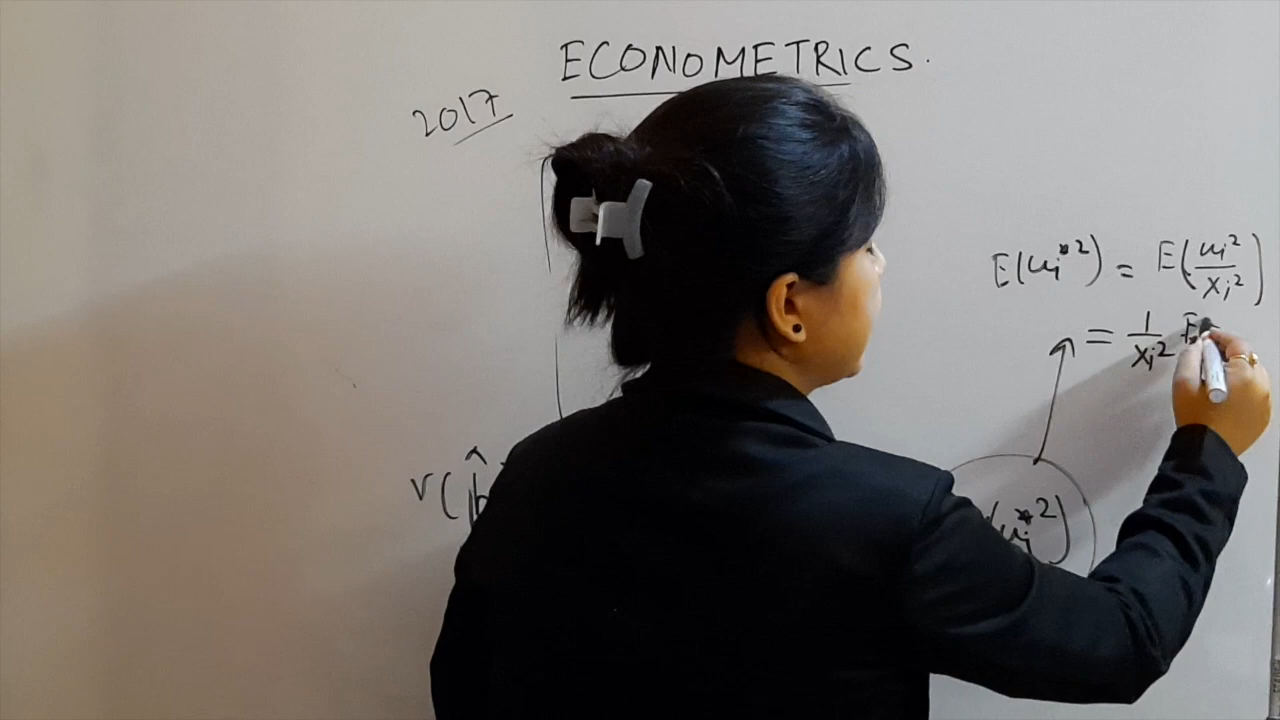 ECONOMETRICS.
2017
E(uᵢ*²) = E(uᵢ²/Xᵢ²)
= 1/Xᵢ² E
V(β̂
(uᵢ*²)